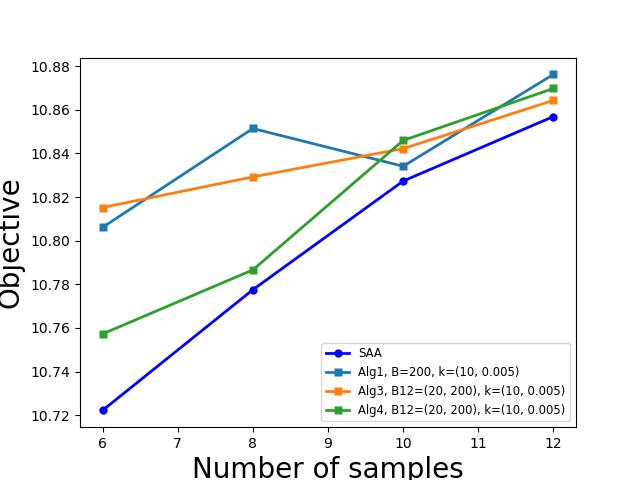 10.88
10.86
10.84
10.82
10.80
10.78
10.76
10.74
10.72
Objective
SAA
Alg1, B=200, k=(10, 0.005)
Alg3, B12=(20, 200), k=(10, 0.005)
Alg4, B12=(20, 200), k=(10, 0.005)
6 7 8 9 10 11 12
Number of samples